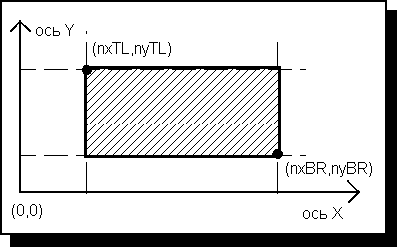 ось Y
(nxTL,nyTL)
(nxBR,nyBR)
(0,0)
ось X